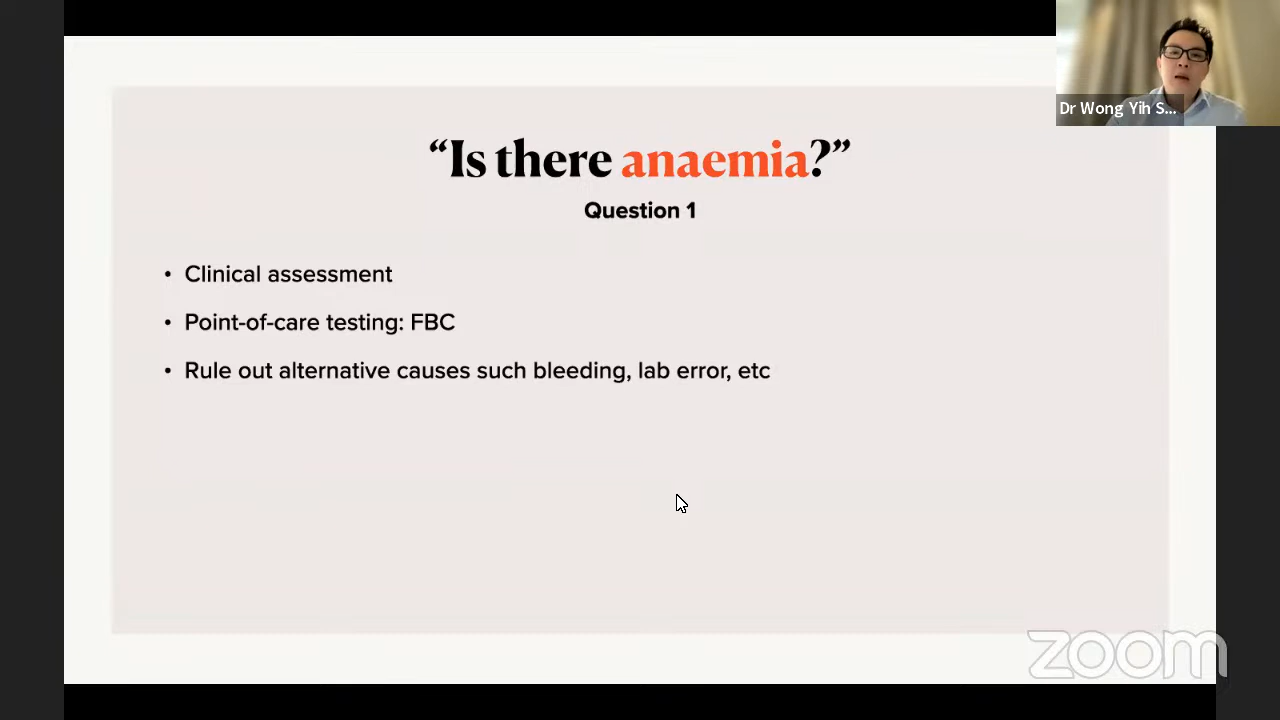 “Is there anaemia?”
Question 1
• Clinical assessment
• Point-of-care testing: FBC
• Rule out alternative causes such bleeding, lab error, etc
Dr Wong Yih S...
zoom